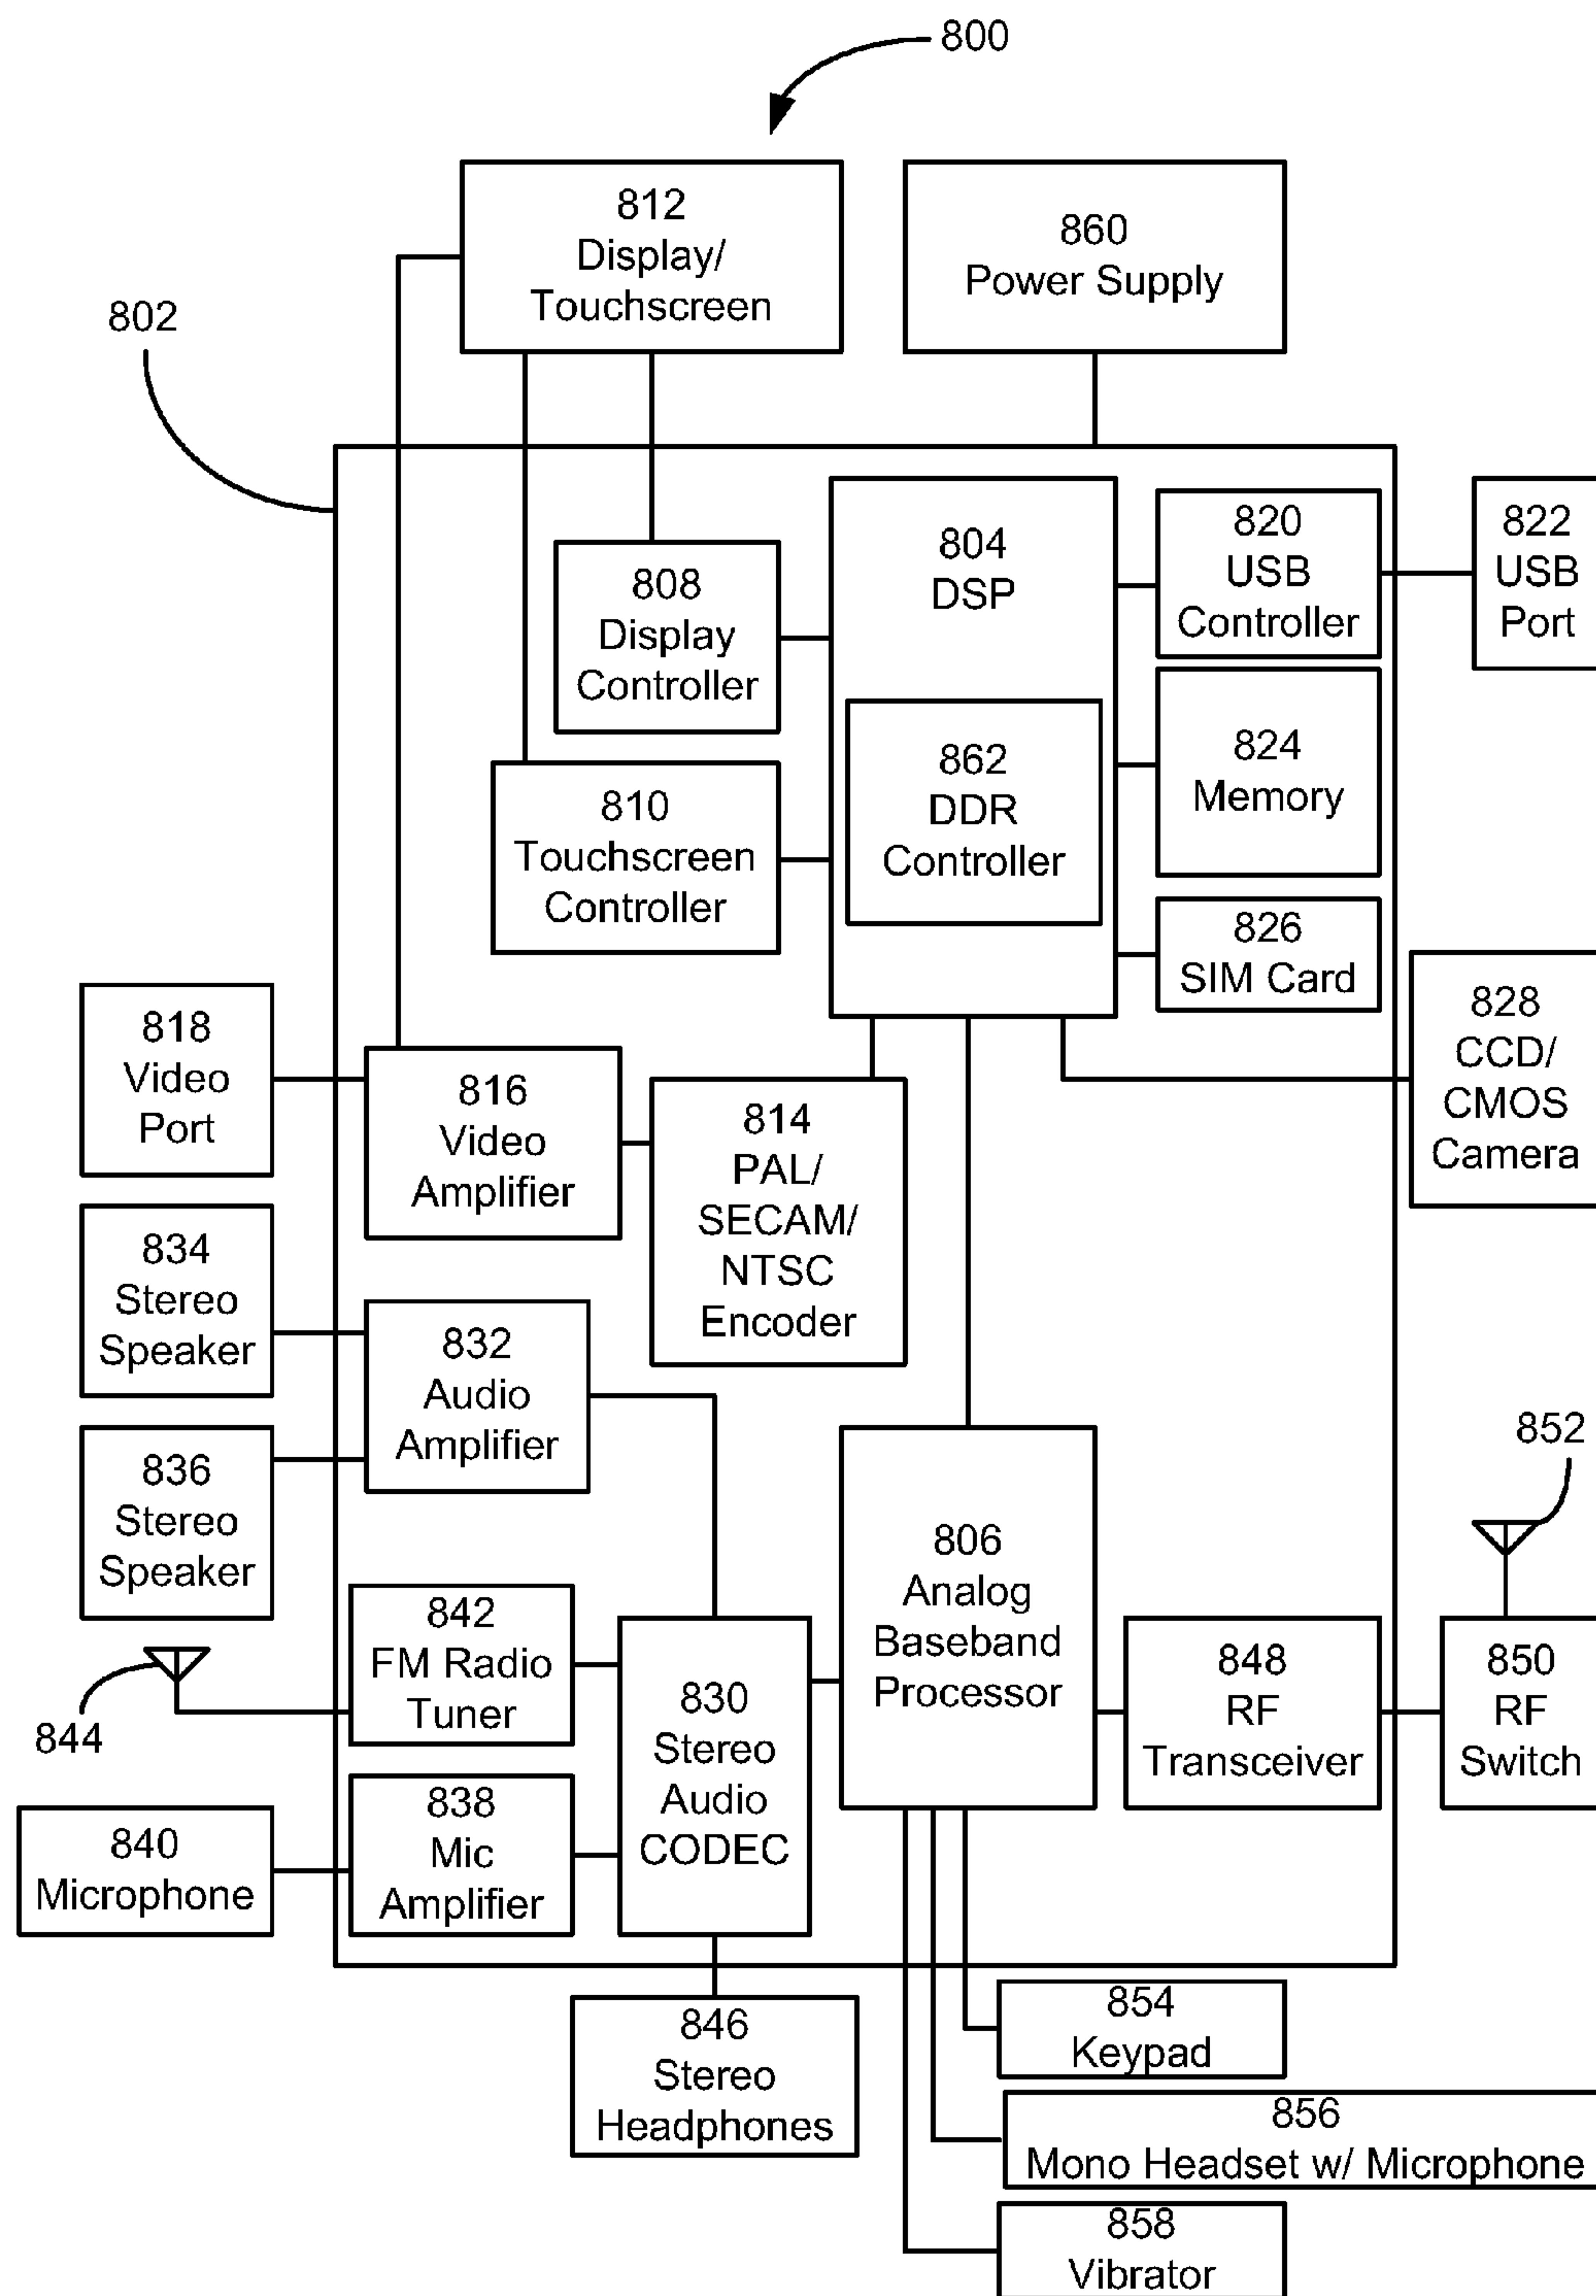 800
812
Display/
Touchscreen
860
Power Supply
802
804
DSP
820
USB
Controller
822
USB
Port
808
Display
Controller
862
DDR
Controller
824
Memory
810
Touchscreen
Controller
826
SIM Card
828
CCD/
CMOS
Camera
818
Video
Port
816
Video
Amplifier
814
PAL/
SECAM/
NTSC
Encoder
834
Stereo
Speaker
832
Audio
Amplifier
836
Stereo
Speaker
852
806
Analog
Baseband
Processor
842
FM Radio
Tuner
844
830
Stereo
Audio
CODEC
848
RF
Transceiver
850
RF
Switch
838
Mic
Amplifier
840
Microphone
846
Stereo
Headphones
854
Keypad
856
Mono Headset w/ Microphone
858
Vibrator